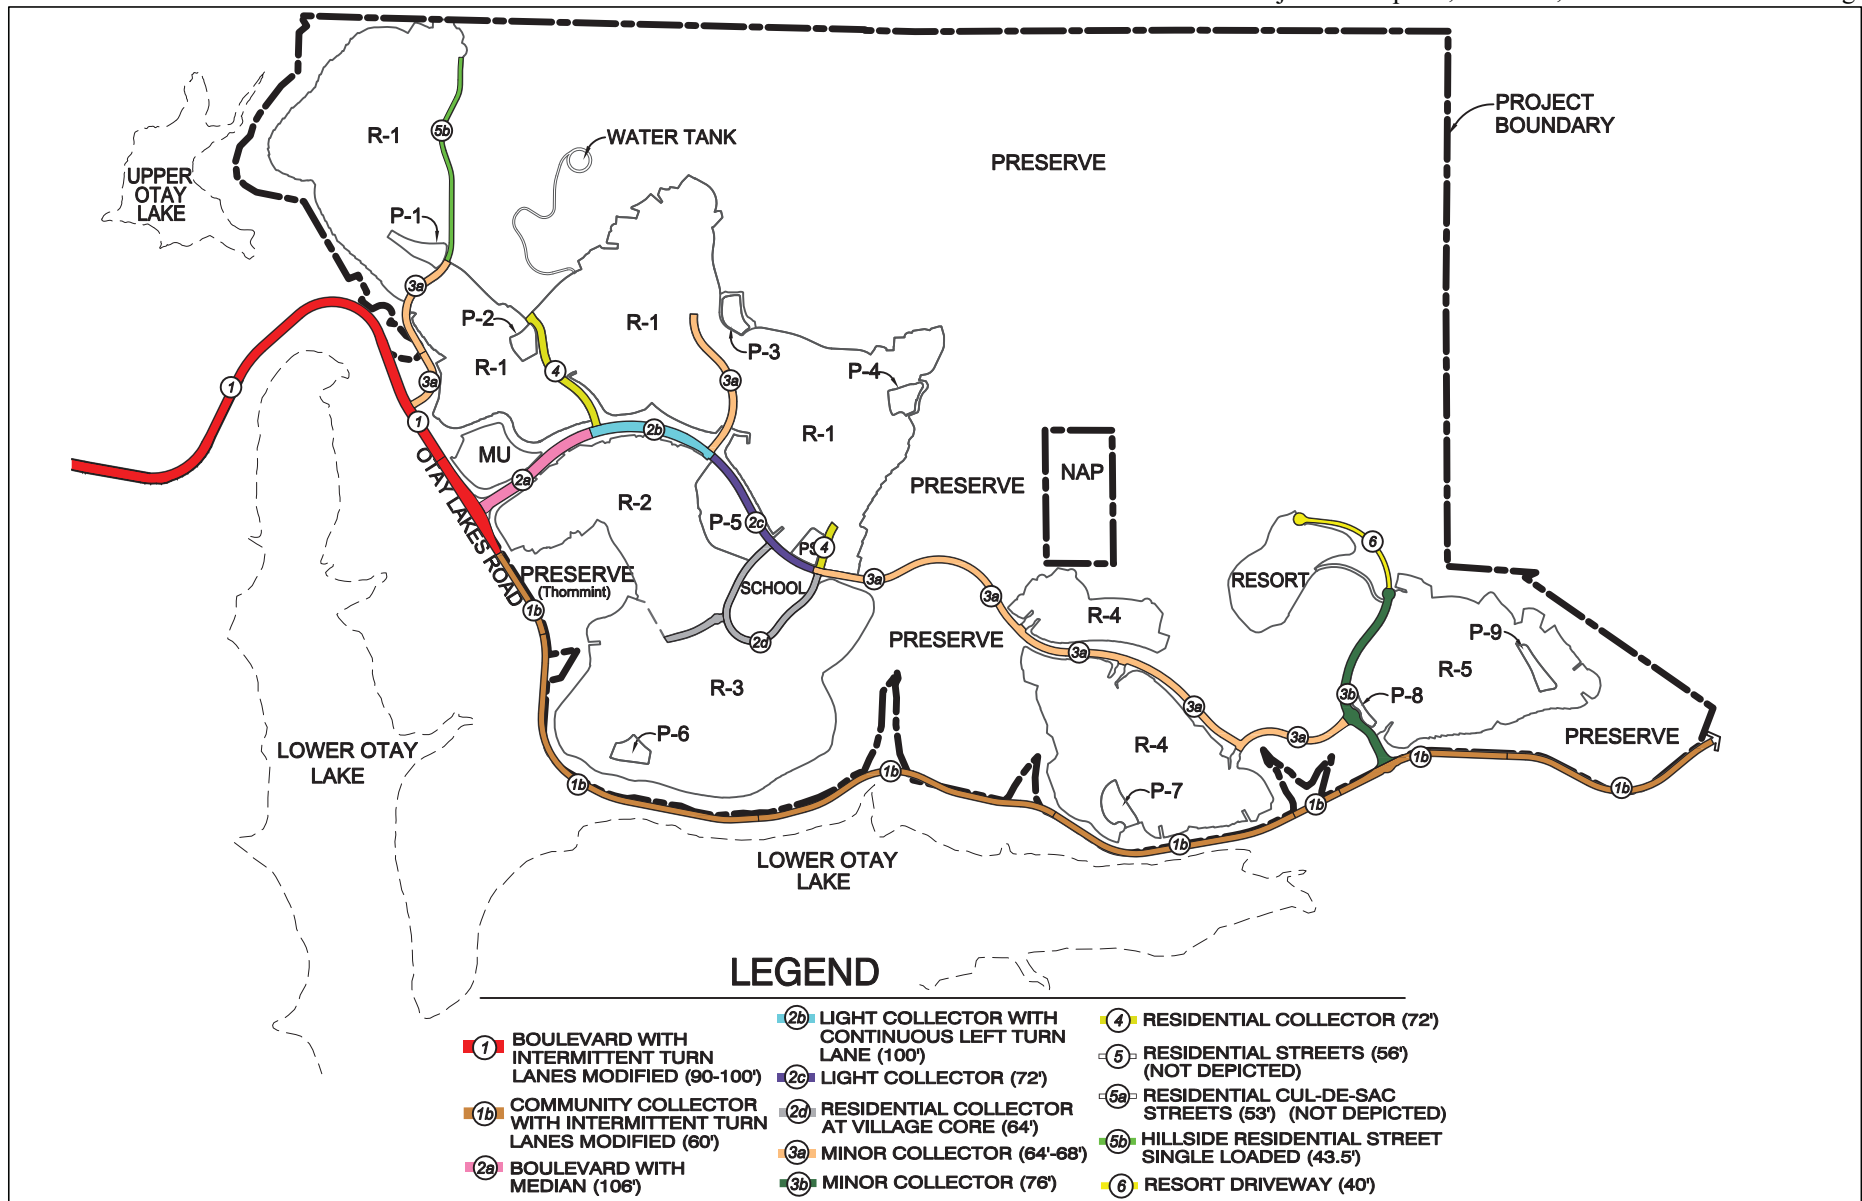 PROJECT
BOUNDARY
R-1
5b
WATER TANK
PRESERVE
UPPER
OTAY
LAKE
P-1
3a
P-2
R-1
P-3
R-1
4
3a
P-4
1
3a
1
R-1
2b
MU
2a
OTAY LAKES ROAD
R-2
PRESERVE
NAP
P-5
2c
4
6
PRESERVE
(Thornmint)
SCHOOL
3a
3a
RESORT
1b
R-4
PRESERVE
P-9
2d
3a
R-5
R-3
3b
P-8
3a
P-6
R-4
3a
PRESERVE
LOWER OTAY
LAKE
1b
1b
1b
P-7
1b
1b
1b
LOWER OTAY
LAKE
LEGEND
1 BOULEVARD WITH
INTERMITTENT TURN
LANES MODIFIED (90-100')
1b COMMUNITY COLLECTOR
WITH INTERMITTENT TURN
LANES MODIFIED (60')
2a BOULEVARD WITH
MEDIAN (106')
2b LIGHT COLLECTOR WITH
CONTINUOUS LEFT TURN
LANE (100')
2c LIGHT COLLECTOR (72')
2d RESIDENTIAL COLLECTOR
AT VILLAGE CORE (64')
3a MINOR COLLECTOR (64'-68')
3b MINOR COLLECTOR (76')
4 RESIDENTIAL COLLECTOR (72')
5 RESIDENTIAL STREETS (56')
(NOT DEPICTED)
5a RESIDENTIAL CUL-DE-SAC
STREETS (53') (NOT DEPICTED)
5b HILLSIDE RESIDENTIAL STREET
SINGLE LOADED (43.5')
6 RESORT DRIVEWAY (40')